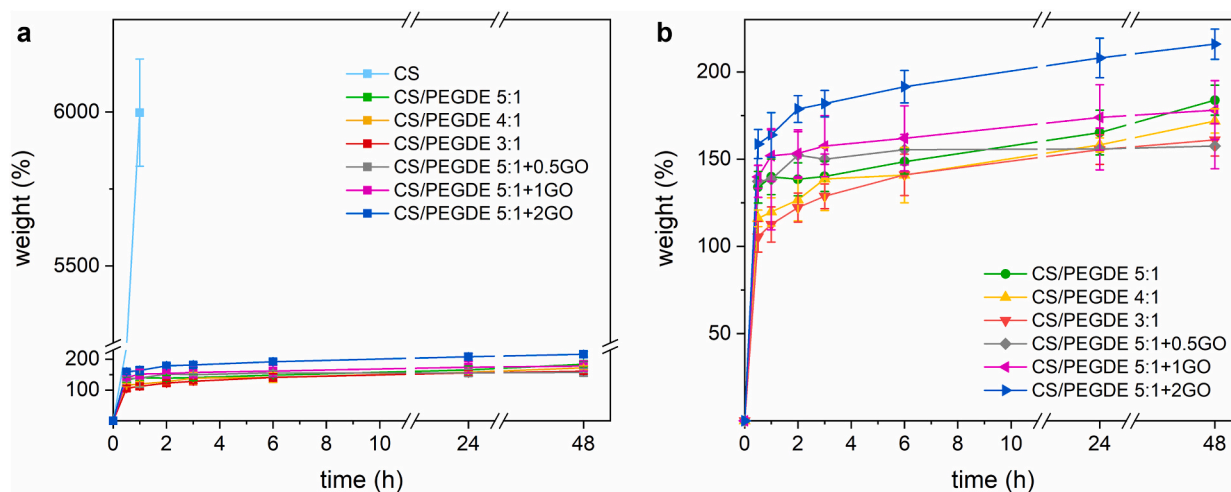 a
weight (%)
6000
5500
200
100
0
2
4
6
8
10
24
48
time (h)
CS
CS/PEGDE 5:1
CS/PEGDE 4:1
CS/PEGDE 3:1
CS/PEGDE 5:1+0.5GO
CS/PEGDE 5:1+1GO
CS/PEGDE 5:1+2GO
b
weight (%)
200
150
100
50
0
2
4
6
8
10
24
48
time (h)
CS/PEGDE 5:1
CS/PEGDE 4:1
CS/PEGDE 3:1
CS/PEGDE 5:1+0.5GO
CS/PEGDE 5:1+1GO
CS/PEGDE 5:1+2GO